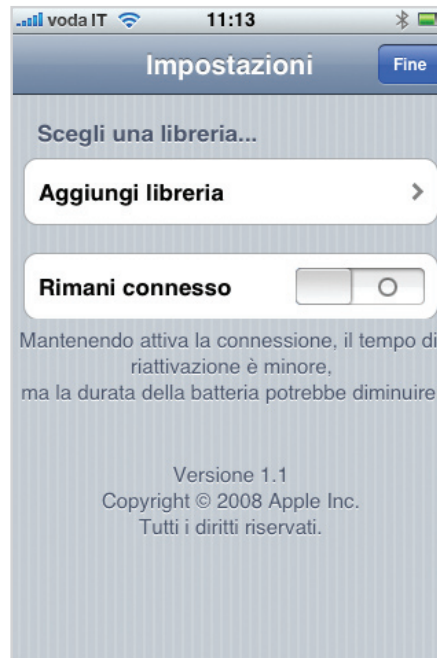 voda IT 11:13
Impostazioni Fine
Scegli una libreria...
Aggiungi libreria
Rimani connesso
Mantenendo attiva la connessione, il tempo di
riattivazione è minore,
ma la durata della batteria potrebbe diminuire
Versione 1.1
Copyright © 2008 Apple Inc.
Tutti i diritti riservati.